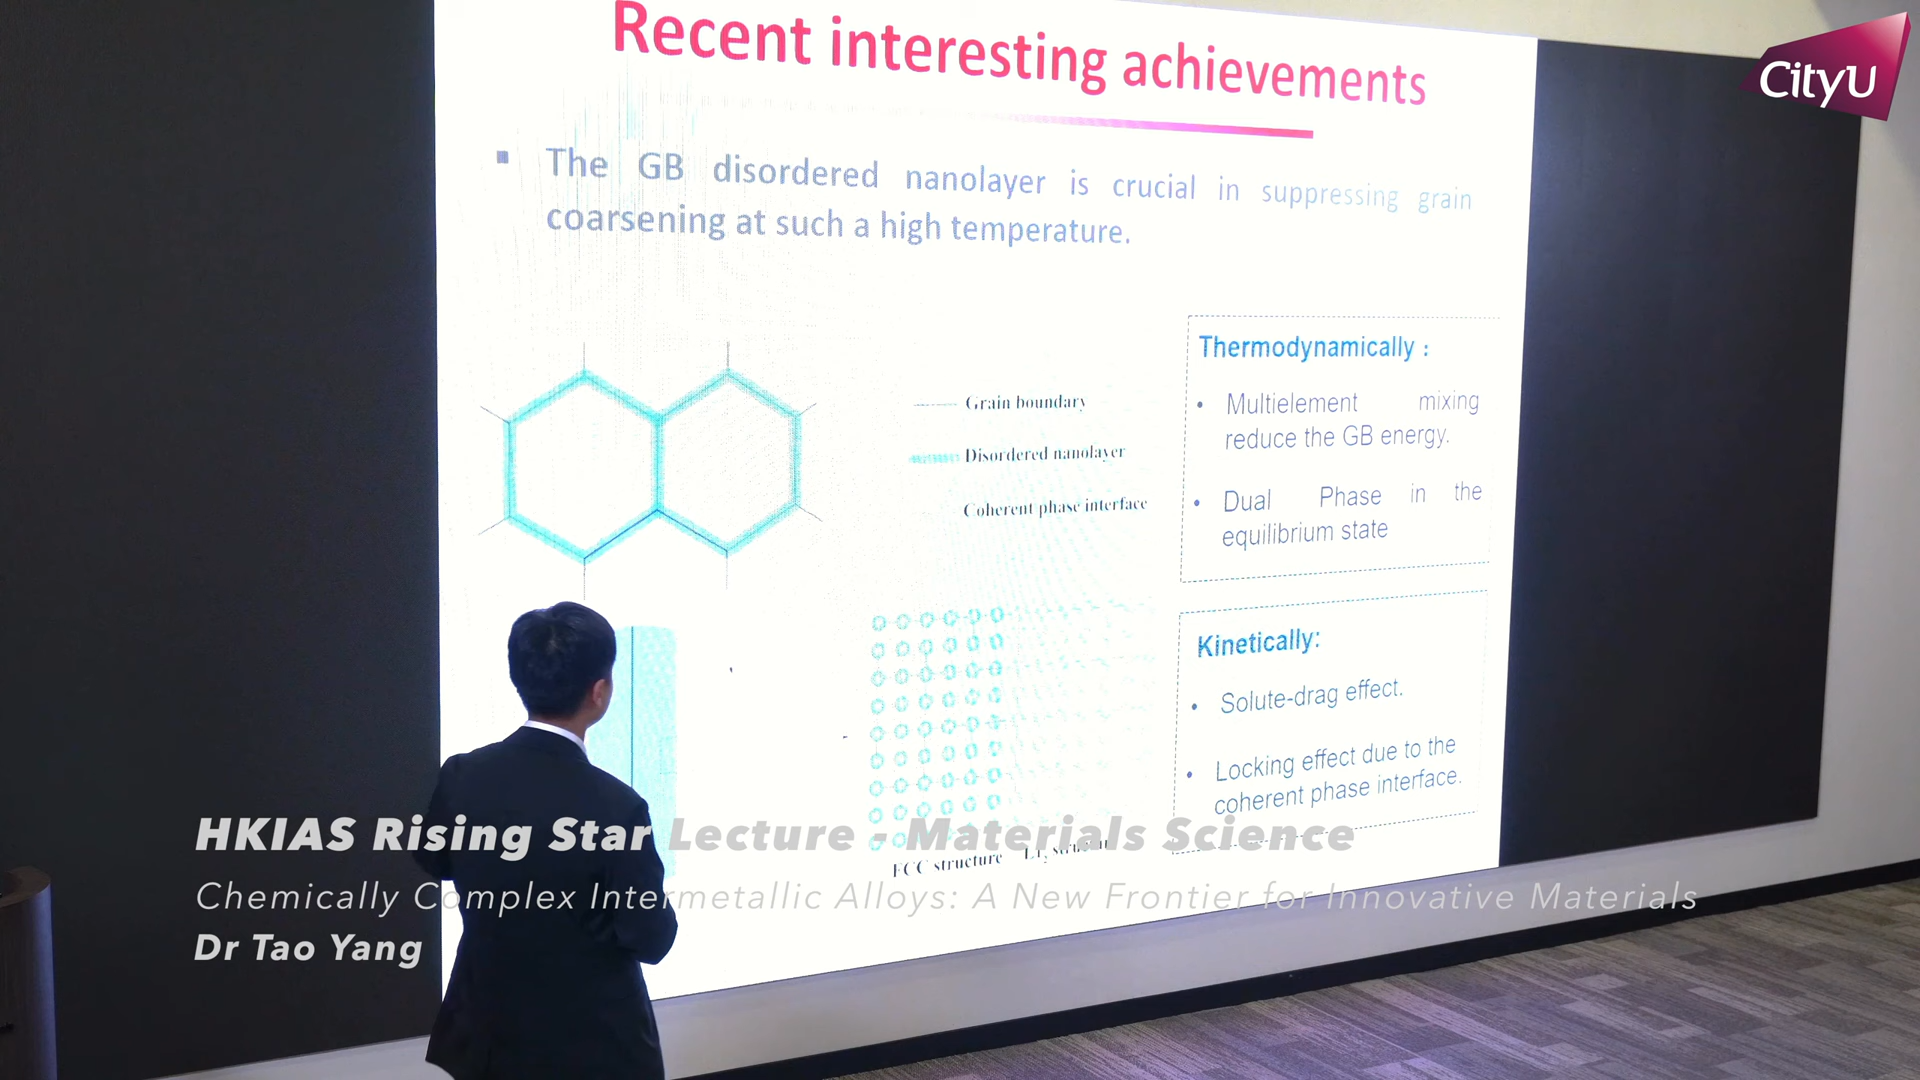 CityU
Recent interesting achievements
▪ The GB disordered nanolayer is crucial in suppressing grain
coarsening at such a high temperature.
Grain boundary
Disordered nanolayer
Coherent phase interface
Thermodynamically :
• Multielement mixing
reduce the GB energy.
• Dual Phase in the
equilibrium state
Kinetically:
• Solute-drag effect.
• Locking effect due to the
coherent phase interface.
FCC structure L1₂ structure
HKIAS Rising Star Lecture - Materials Science
Chemically Complex Intermetallic Alloys: A New Frontier for Innovative Materials
Dr Tao Yang